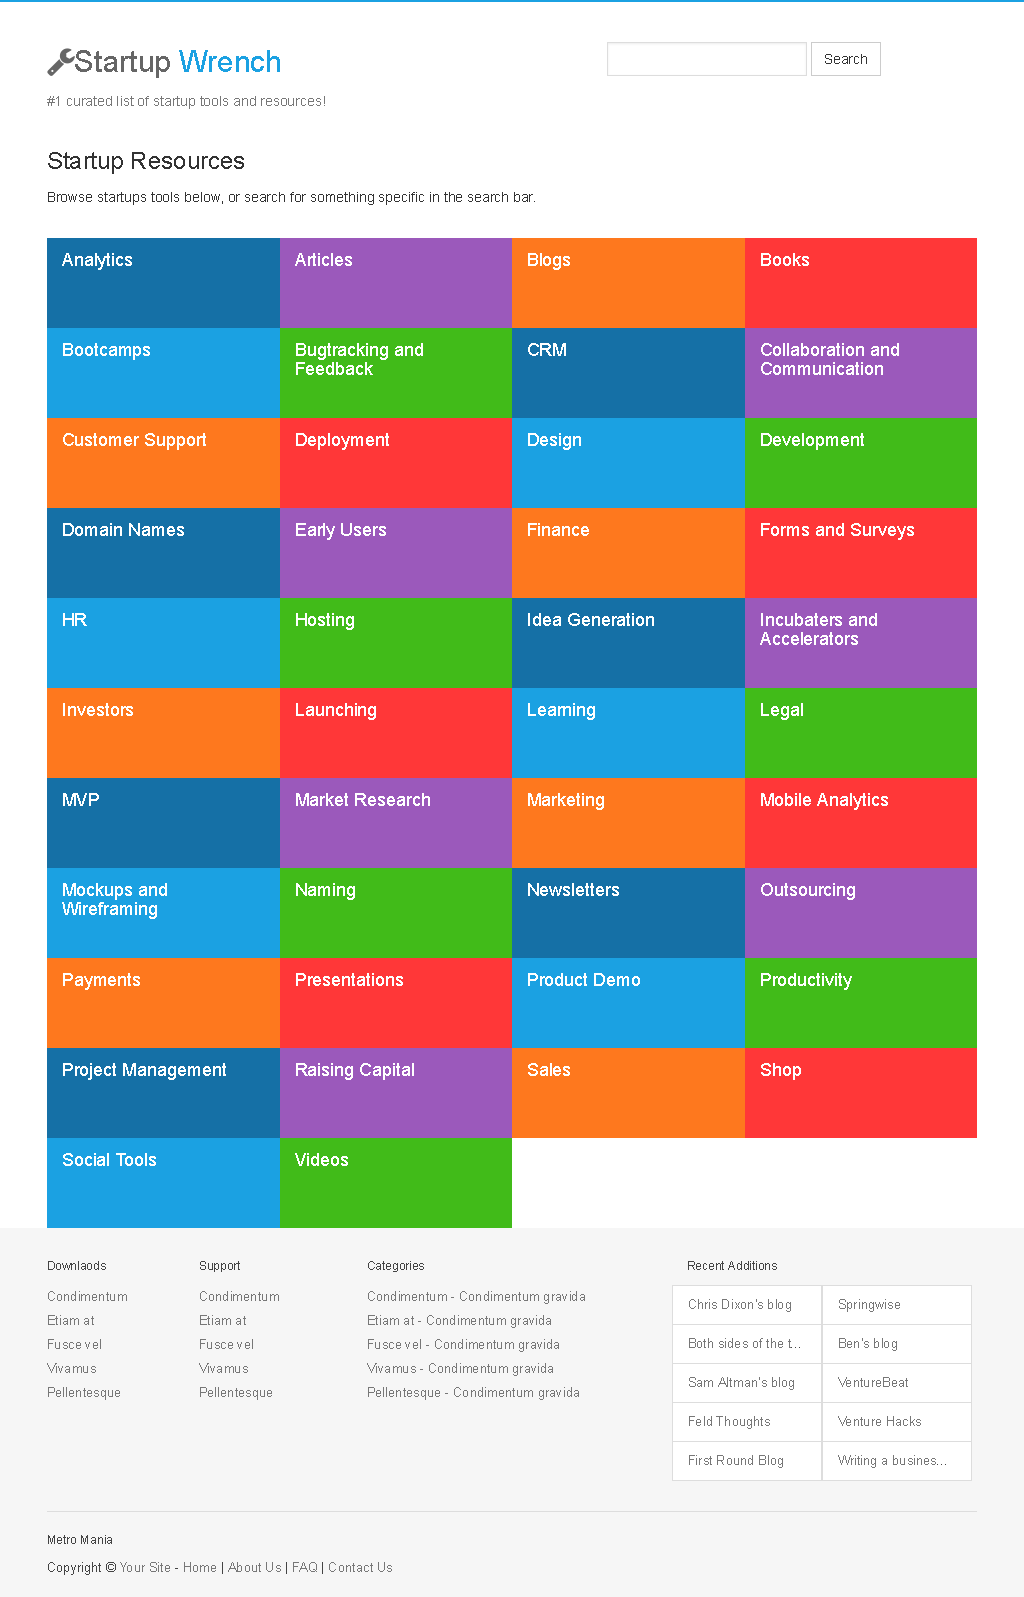 Startup Wrench
Search
#1 curated list of startup tools and resources!
Startup Resources
Browse startups tools below, or search for something specific in the search bar.
Analytics
Articles
Blogs
Books
Bootcamps
Bugtracking and
Feedback
CRM
Collaboration and
Communication
Customer Support
Deployment
Design
Development
Domain Names
Early Users
Finance
Forms and Surveys
HR
Hosting
Idea Generation
Incubaters and
Accelerators
Investors
Launching
Learning
Legal
MVP
Market Research
Marketing
Mobile Analytics
Mockups and
Wireframing
Naming
Newsletters
Outsourcing
Payments
Presentations
Product Demo
Productivity
Project Management
Raising Capital
Sales
Shop
Social Tools
Videos
Downlaods
Condimentum
Etiam at
Fusce vel
Vivamus
Pellentesque
Support
Condimentum
Etiam at
Fusce vel
Vivamus
Pellentesque
Categories
Condimentum - Condimentum gravida
Etiam at - Condimentum gravida
Fusce vel - Condimentum gravida
Vivamus - Condimentum gravida
Pellentesque - Condimentum gravida
Recent Additions
Chris Dixon's blog
Springwise
Both sides of the t...
Ben's blog
Sam Altman's blog
VentureBeat
Feld Thoughts
Venture Hacks
First Round Blog
Writing a busines...
Metro Mania
Copyright © Your Site - Home | About Us | FAQ | Contact Us